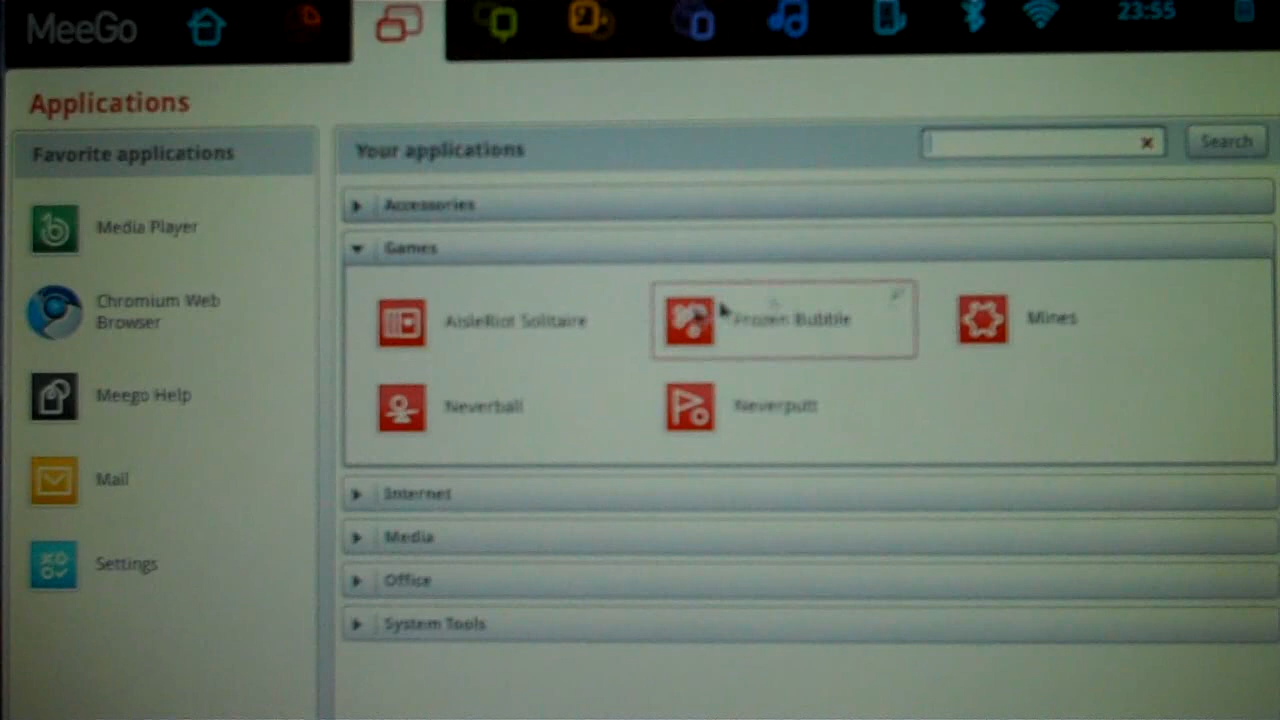 MeeGo
23:55
Applications
Favorite applications
Media Player
Chromium Web
Browser
Meego Help
Mail
Settings
Your applications
Search
Accessories
Games
AisleRiot Solitaire
Frozen Bubble
Mines
Neverball
Neverputt
Internet
Media
Office
System Tools